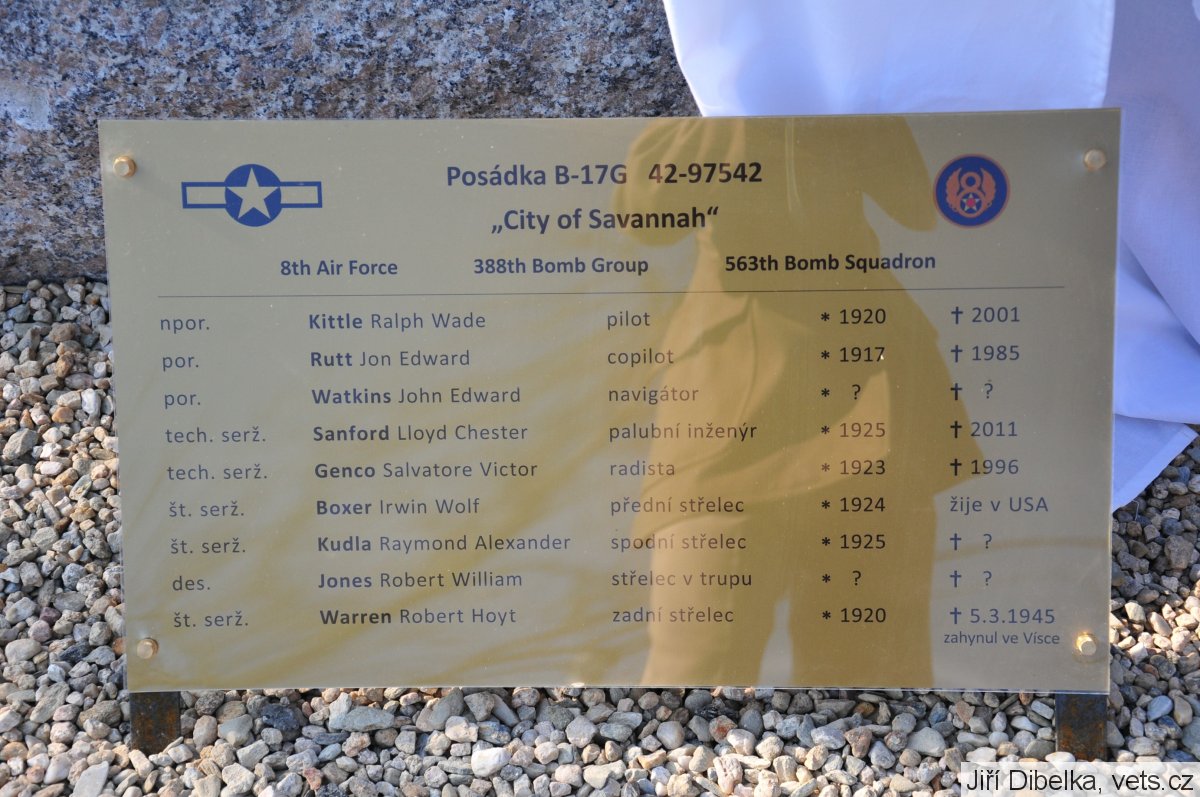 Posádka B-17G 42-97542
„City of Savannah“
8th Air Force 388th Bomb Group 563th Bomb Squadron
npor. Kittle Ralph Wade pilot * 1920 ✝ 2001
por. Rutt Jon Edward copilot * 1917 ✝ 1985
por. Watkins John Edward navigátor * ? ✝ ?
tech. serž. Sanford Lloyd Chester palubní inženýr * 1925 ✝ 2011
tech. serž. Genco Salvatore Victor radista * 1923 ✝ 1996
št. serž. Boxer Irwin Wolf přední střelec * 1924 žije v USA
št. serž. Kudla Raymond Alexander spodní střelec * 1925 ✝ ?
des. Jones Robert William střelec v trupu * ? ✝ ?
št. serž. Warren Robert Hoyt zadní střelec * 1920 ✝ 5.3.1945
zahynul ve Vísce
Jiří Dibelka, vets.cz